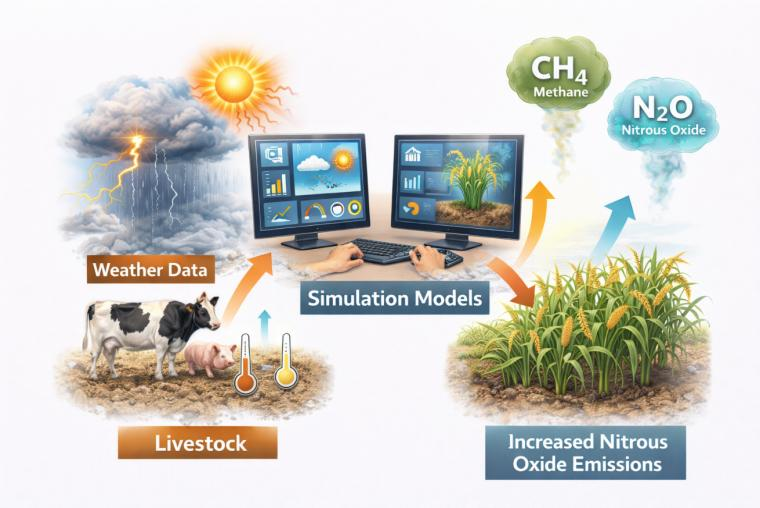 CH₄
Methane
N₂O
Nitrous Oxide
Weather Data
Simulation Models
Livestock
Increased Nitrous
Oxide Emissions